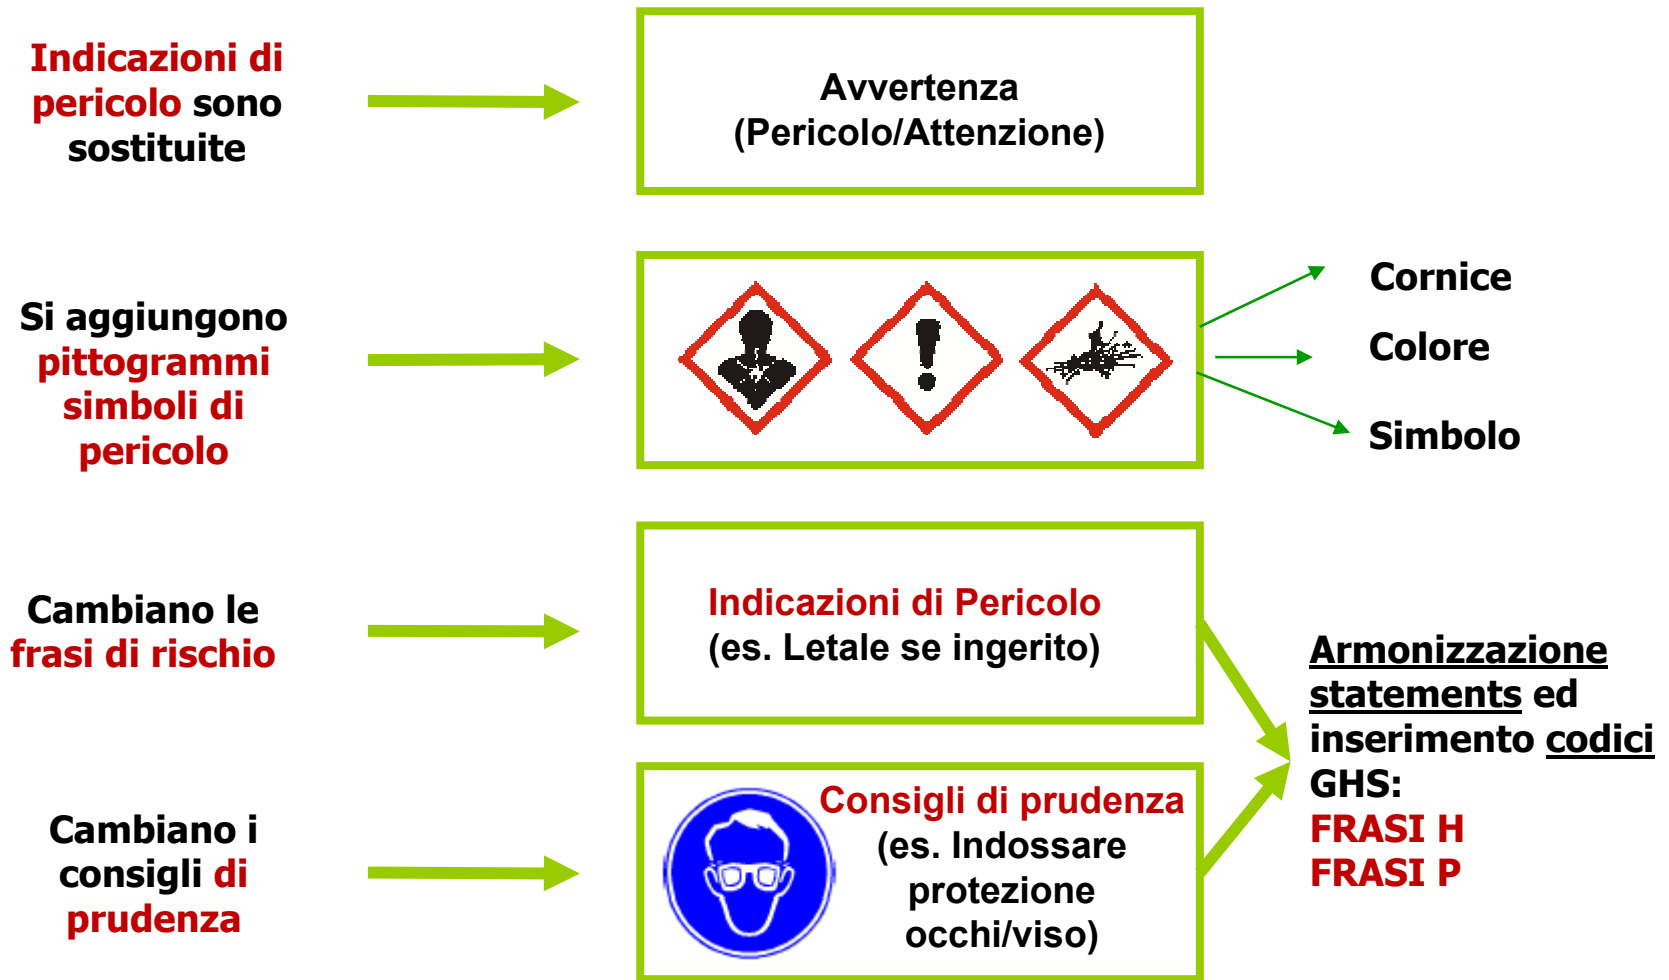 Indicazioni di
pericolo sono
sostituite
Avvertenza
(Pericolo/Attenzione)
Si aggiungono
pittogrammi
simboli di
pericolo
Cornice
Colore
Simbolo
Cambiano le
frasi di rischio
Indicazioni di Pericolo
(es. Letale se ingerito)
Cambiano i
consigli di
prudenza
Consigli di prudenza
(es. Indossare
protezione
occhi/viso)
Armonizzazione
statements ed
inserimento codici
GHS:
FRASI H
FRASI P